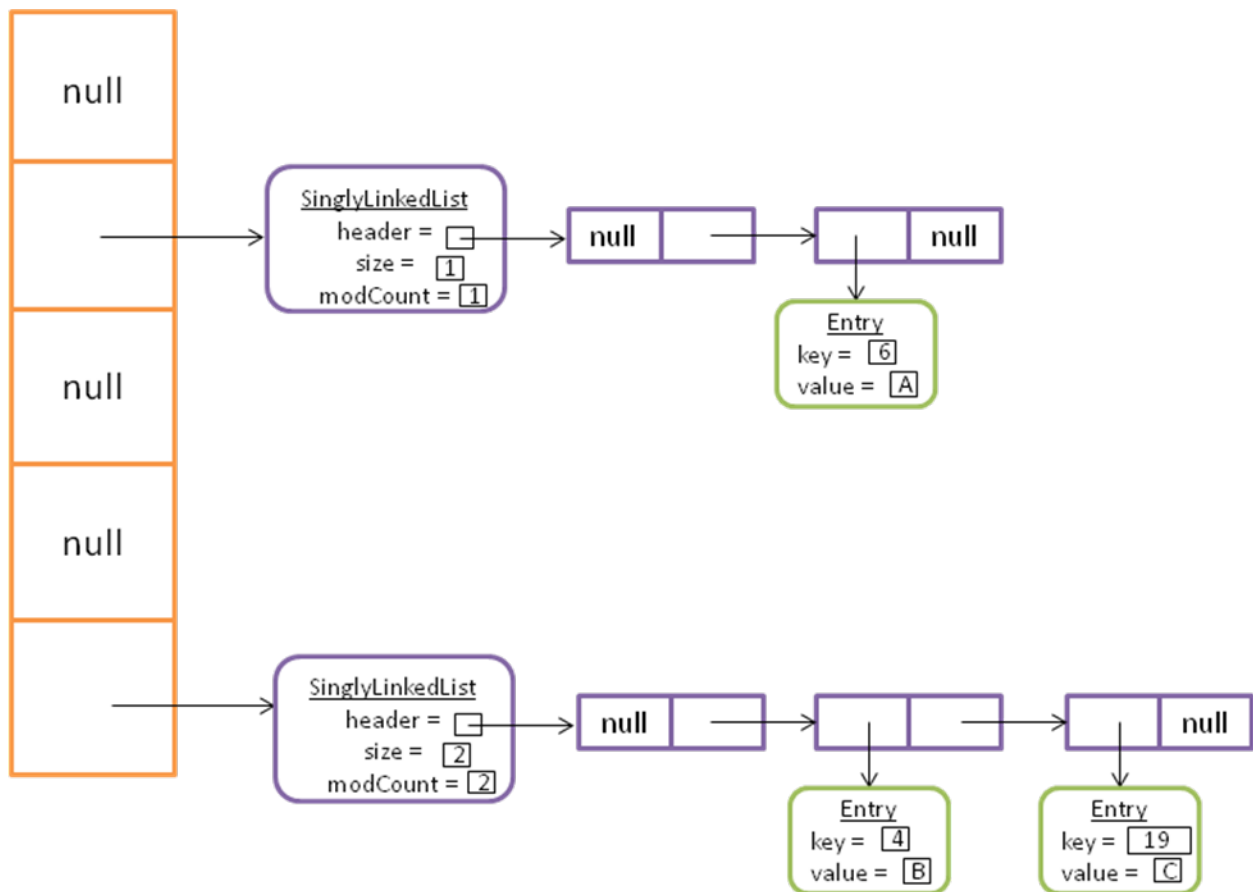 null
SinglyLinkedList
header =
size = 1
modCount = 1
null
null
Entry
key = 6
value = A
null
null
SinglyLinkedList
header =
size = 2
modCount = 2
null
null
Entry
key = 4
value = B
Entry
key = 19
value = C